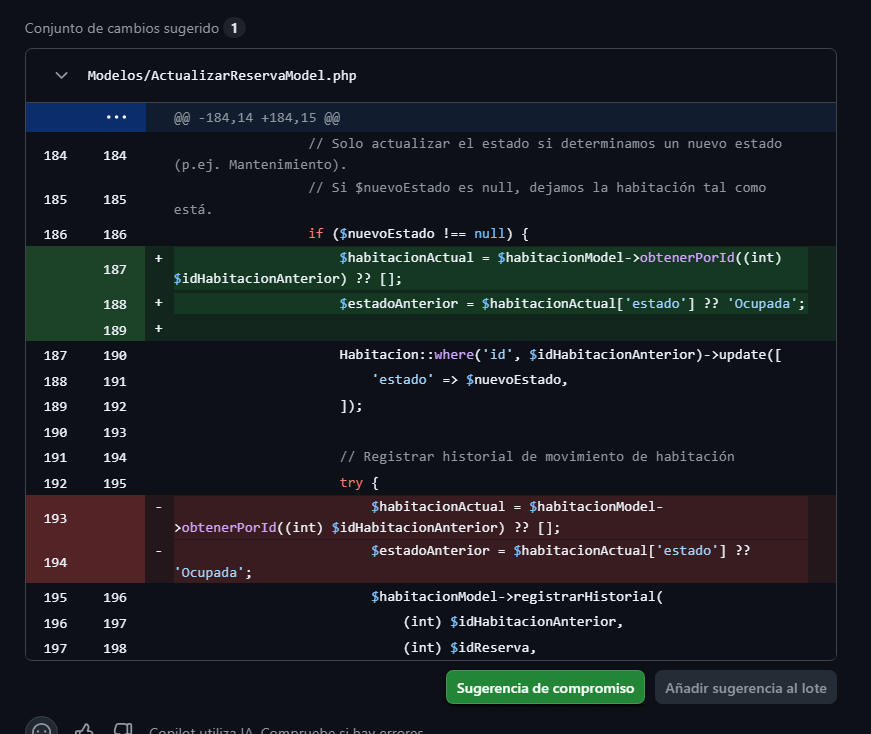 Conjunto de cambios sugerido 1
Modelos/ActualizarReservaModel.php
... @@ -184,14 +184,15 @@
184 184 // Solo actualizar el estado si determinamos un nuevo estado
(p.ej. Mantenimiento).
185 185 // Si $nuevoEstado es null, dejamos la habitación tal como
está.
186 186 if ($nuevoEstado !== null) {
187 + $habitacionActual = $habitacionModel->obtenerPorId((int)
$idHabitacionAnterior) ?? [];
188 + $estadoAnterior = $habitacionActual['estado'] ?? 'Ocupada';
189 +
187 190 Habitacion::where('id', $idHabitacionAnterior)->update([
188 191 'estado' => $nuevoEstado,
189 192 ]);
190 193
191 194 // Registrar historial de movimiento de habitación
192 195 try {
193 - $habitacionActual = $habitacionModel-
>obtenerPorId((int) $idHabitacionAnterior) ?? [];
194 - $estadoAnterior = $habitacionActual['estado'] ??
'Ocupada';
195 196 $habitacionModel->registrarHistorial(
196 197 (int) $idHabitacionAnterior,
197 198 (int) $idReserva,
Sugerencia de compromiso Añadir sugerencia al lote
Copilot utiliza IA. Compruebe si hay errores.